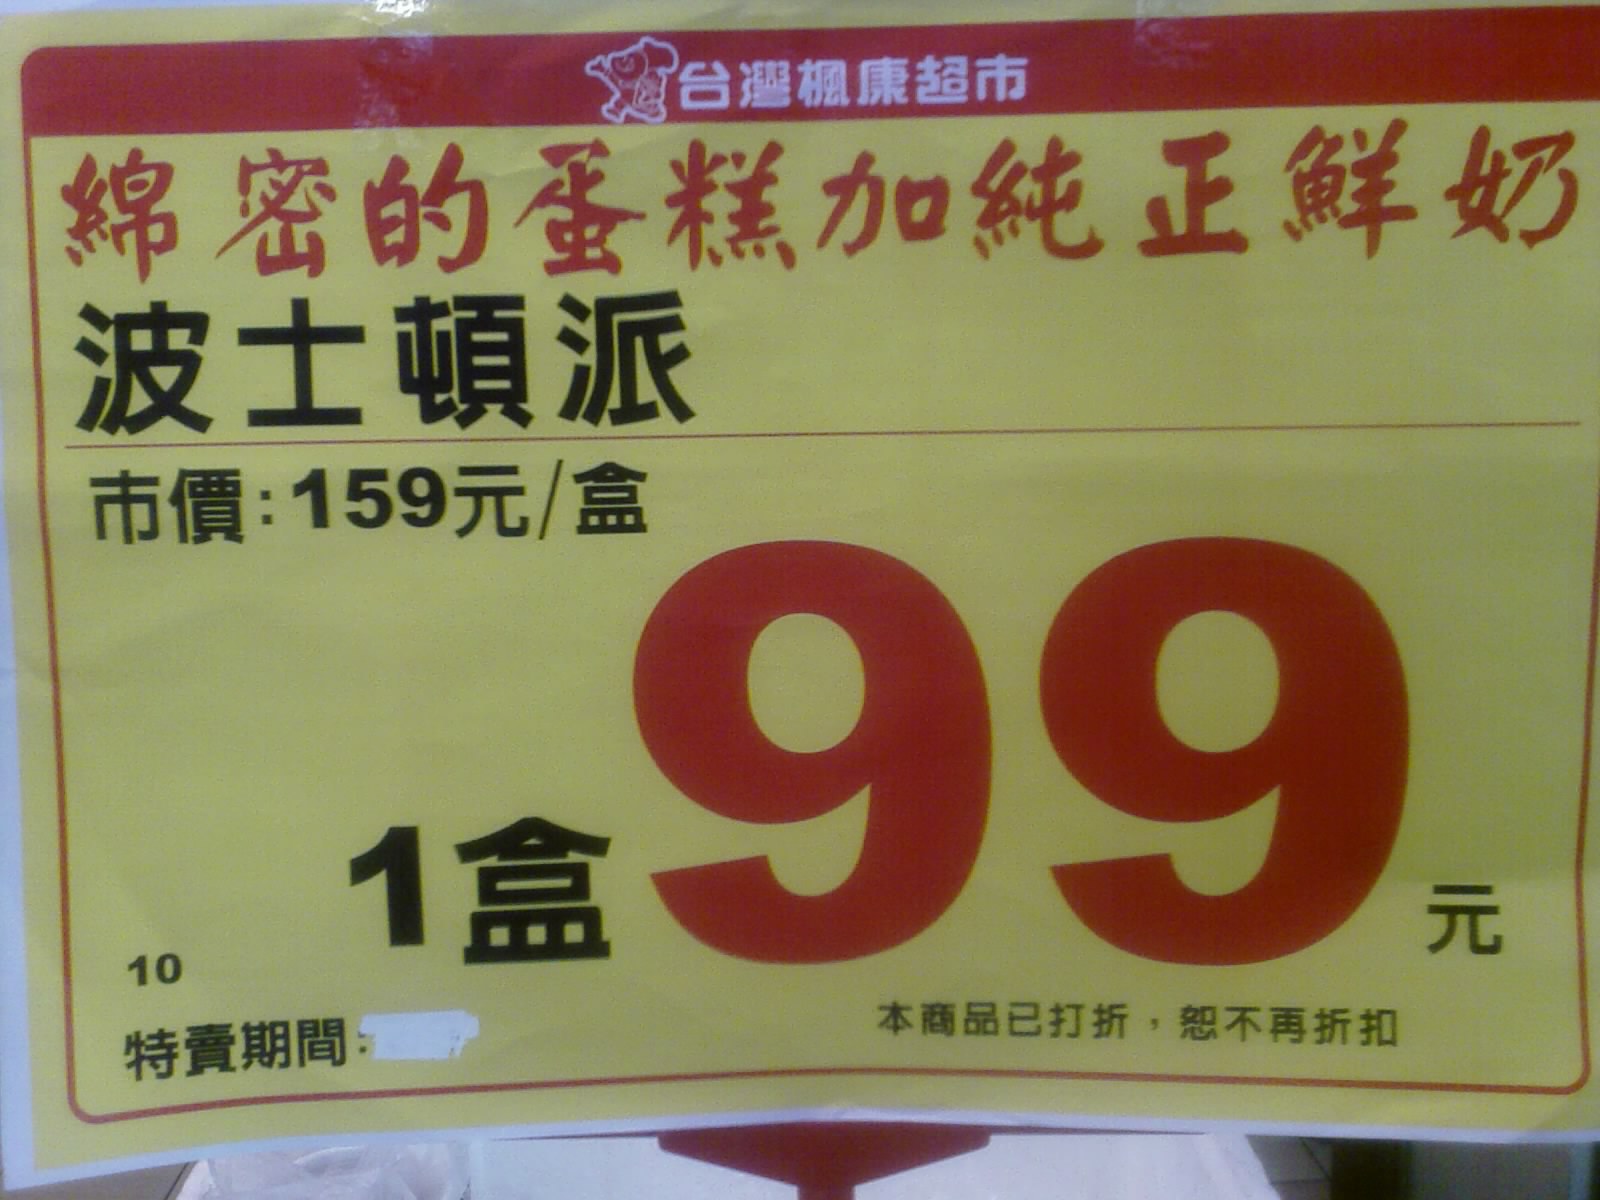 台灣楓康超市
綿密的蛋糕加純正鮮奶
波士頓派
市價:159元/盒
1盒99元
10
特賣期間:
本商品已打折，恕不再折扣